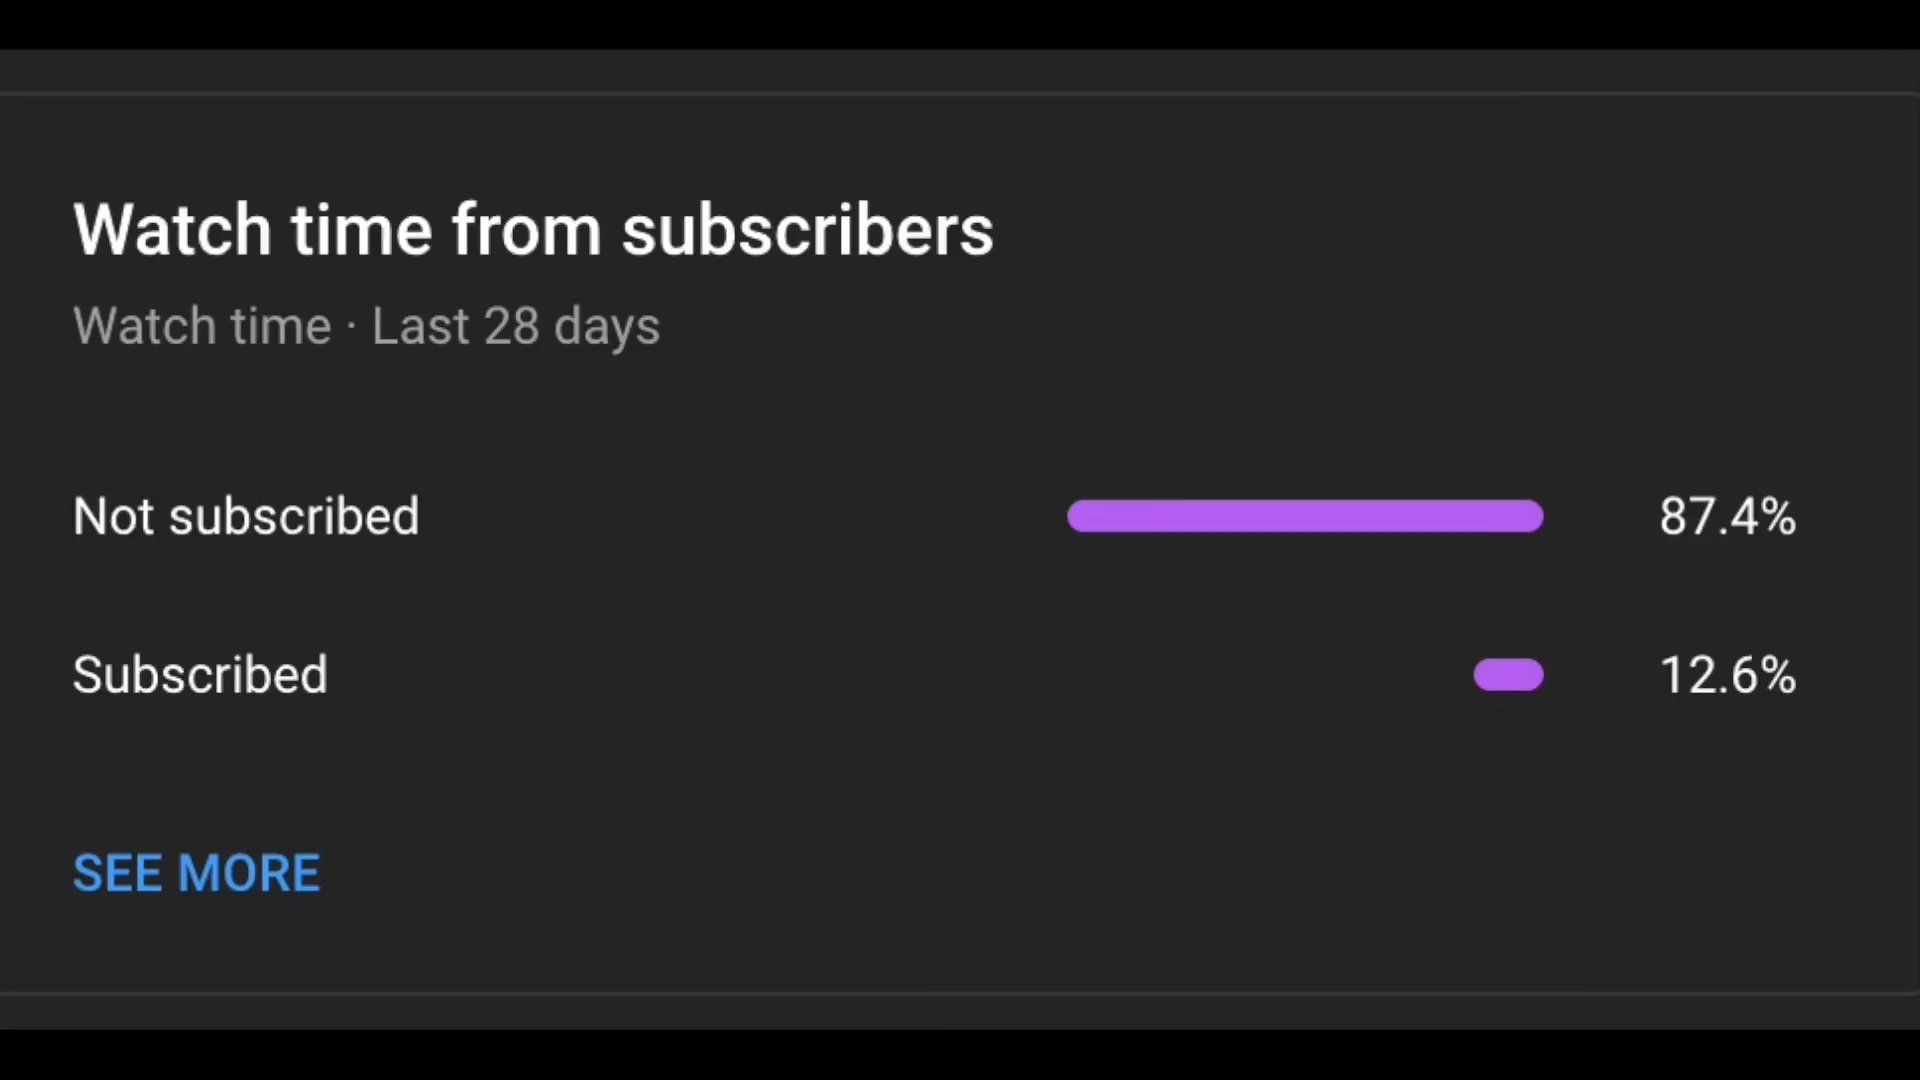 Watch time from subscribers
Watch time · Last 28 days
Not subscribed 87.4%
Subscribed 12.6%
SEE MORE